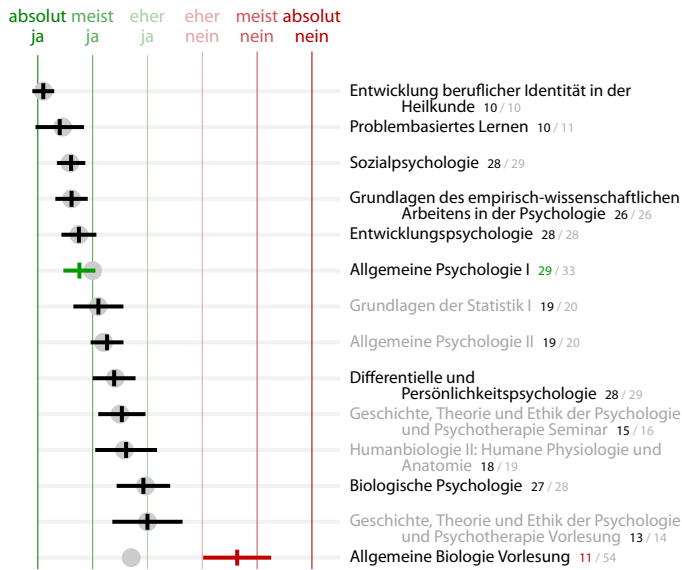 absolut meist eher eher meist absolut
ja ja ja nein nein nein
Entwicklung beruflicher Identität in der
Heilkunde 10 / 10
Problembasiertes Lernen 10 / 11
Sozialpsychologie 28 / 29
Grundlagen des empirisch-wissenschaftlichen
Arbeitens in der Psychologie 26 / 26
Entwicklungspsychologie 28 / 28
Allgemeine Psychologie I 29 / 33
Grundlagen der Statistik I 19 / 20
Allgemeine Psychologie II 19 / 20
Differentielle und
Persönlichkeitspsychologie 28 / 29
Geschichte, Theorie und Ethik der Psychologie
und Psychotherapie Seminar 15 / 16
Humanbiologie II: Humane Physiologie und
Anatomie 18 / 19
Biologische Psychologie 27 / 28
Geschichte, Theorie und Ethik der Psychologie
und Psychotherapie Vorlesung 13 / 14
Allgemeine Biologie Vorlesung 11 / 54